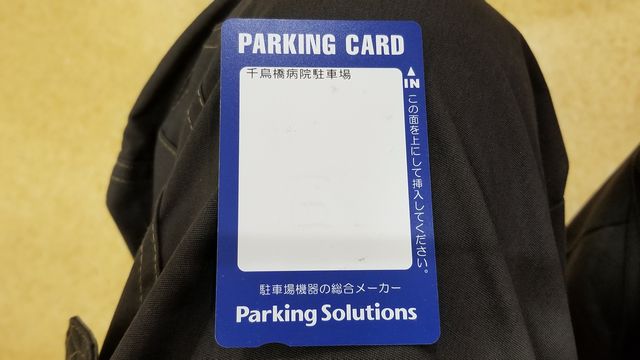 PARKING CARD
千鳥橋病院駐車場
▲
IN
この面を上にして挿入してください。
駐車場機器の総合メーカー
Parking Solutions